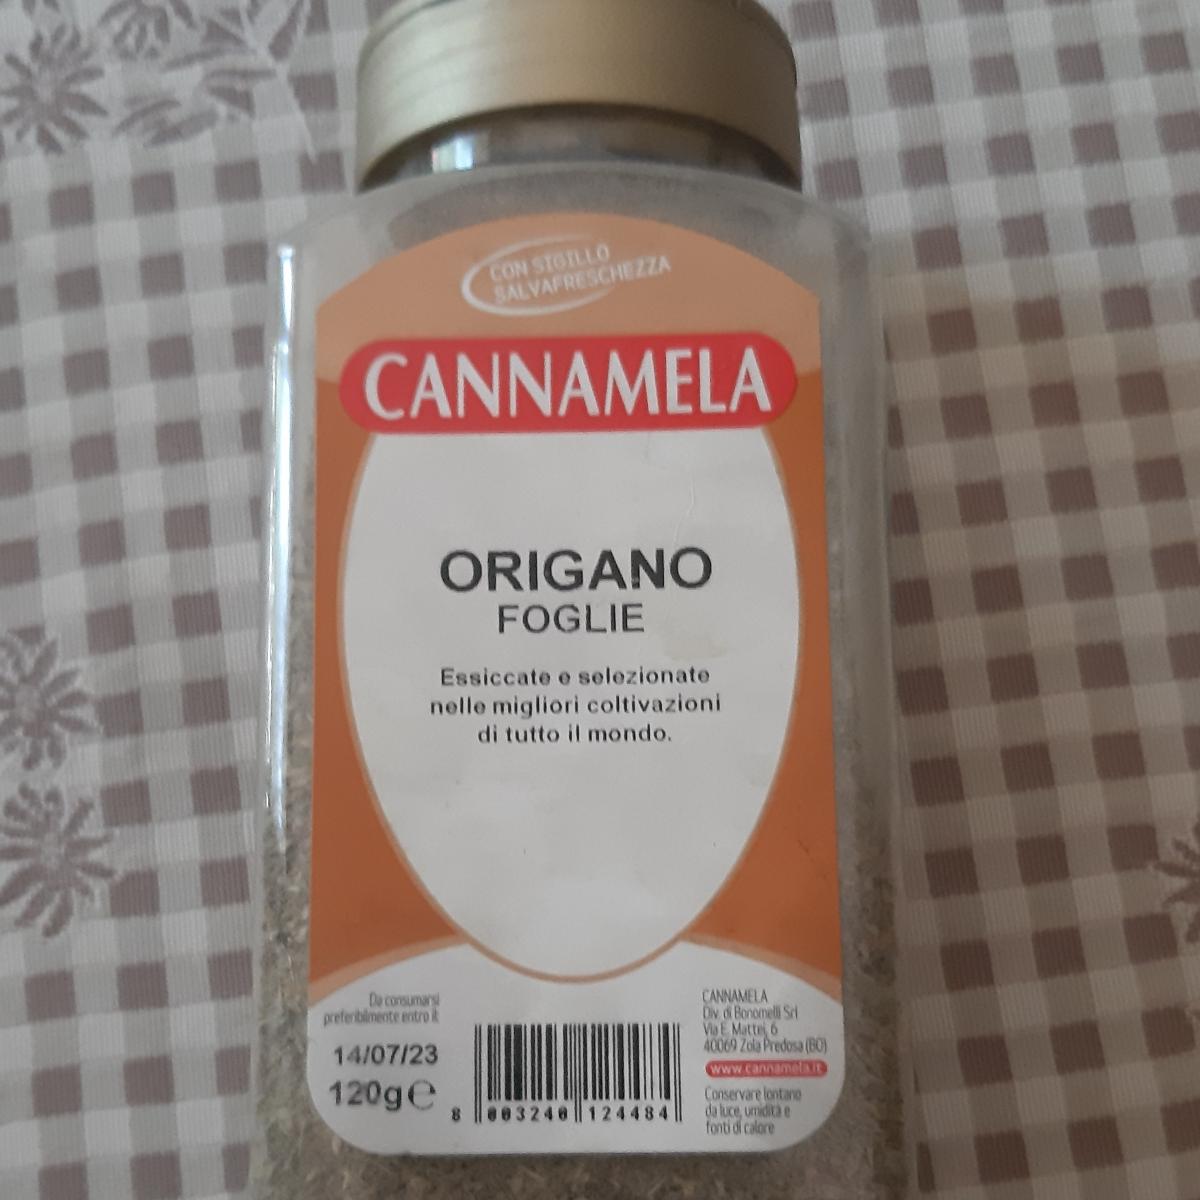 CON SIGILLO
SALVAFRESCHEZZA
CANNAMELA
ORIGANO
FOGLIE
Essiccate e selezionate
nelle migliori coltivazioni
di tutto il mondo.
Da consumarsi
preferibilmente entro il:
14/07/23
120g℮
8 003240 124484
CANNAMELA
Div. di Bonomelli Srl
Via E. Mattei, 6
40069 Zola Predosa (BO)
www.cannamela.it
Conservare lontano
da luce, umidità e
fonti di calore